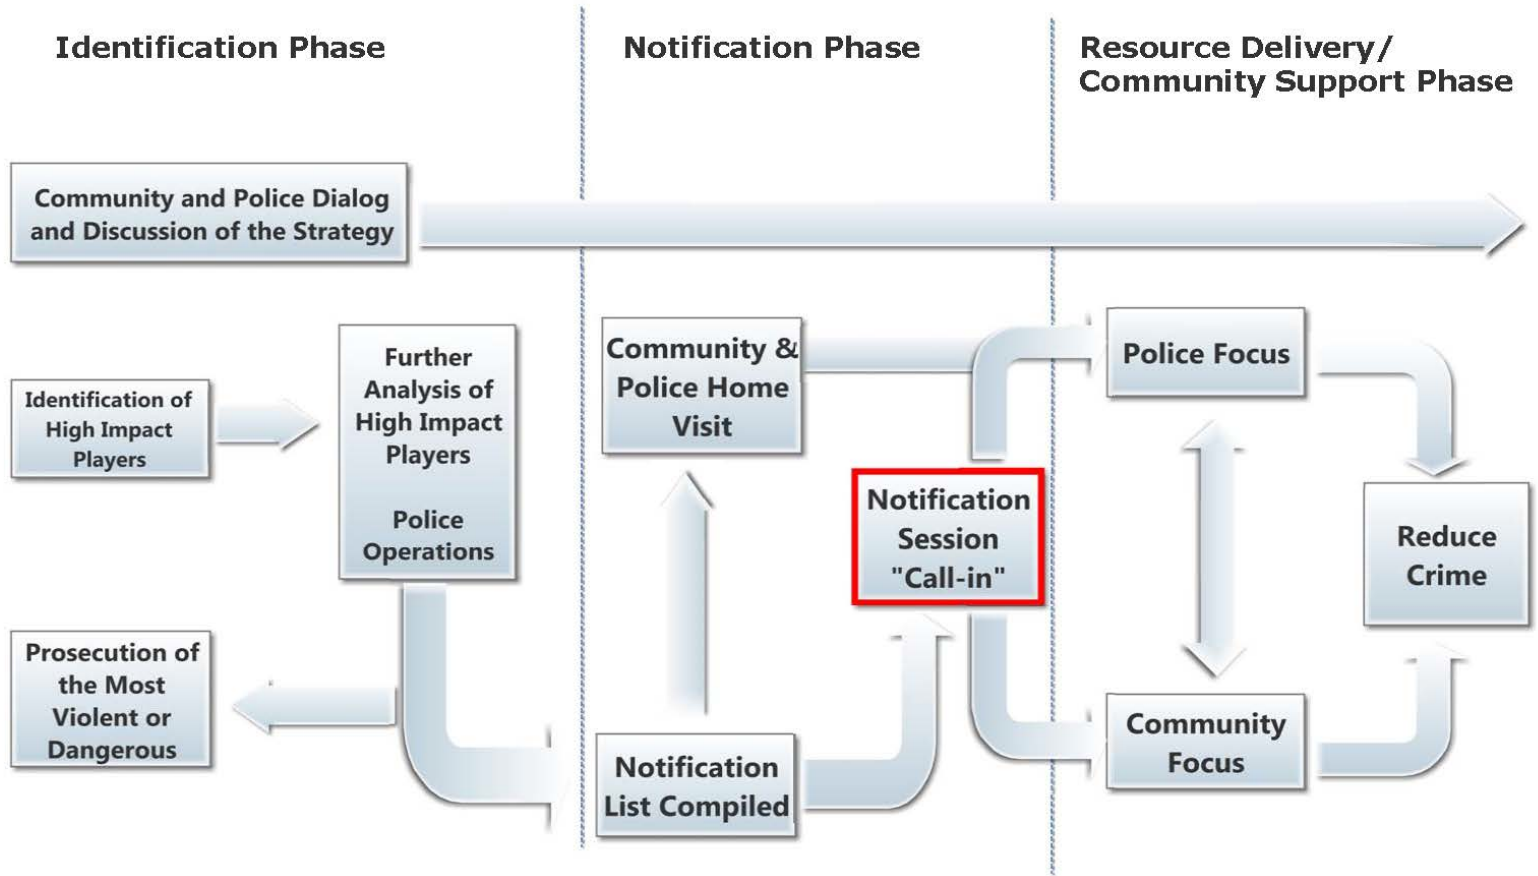 Identification Phase
Notification Phase
Resource Delivery/
Community Support Phase
Community and Police Dialog
and Discussion of the Strategy
Identification of
High Impact
Players
Further
Analysis of
High Impact
Players
Police
Operations
Prosecution of
the Most
Violent or
Dangerous
Community &
Police Home
Visit
Notification
Session
"Call-in"
Notification
List Compiled
Police Focus
Community
Focus
Reduce
Crime